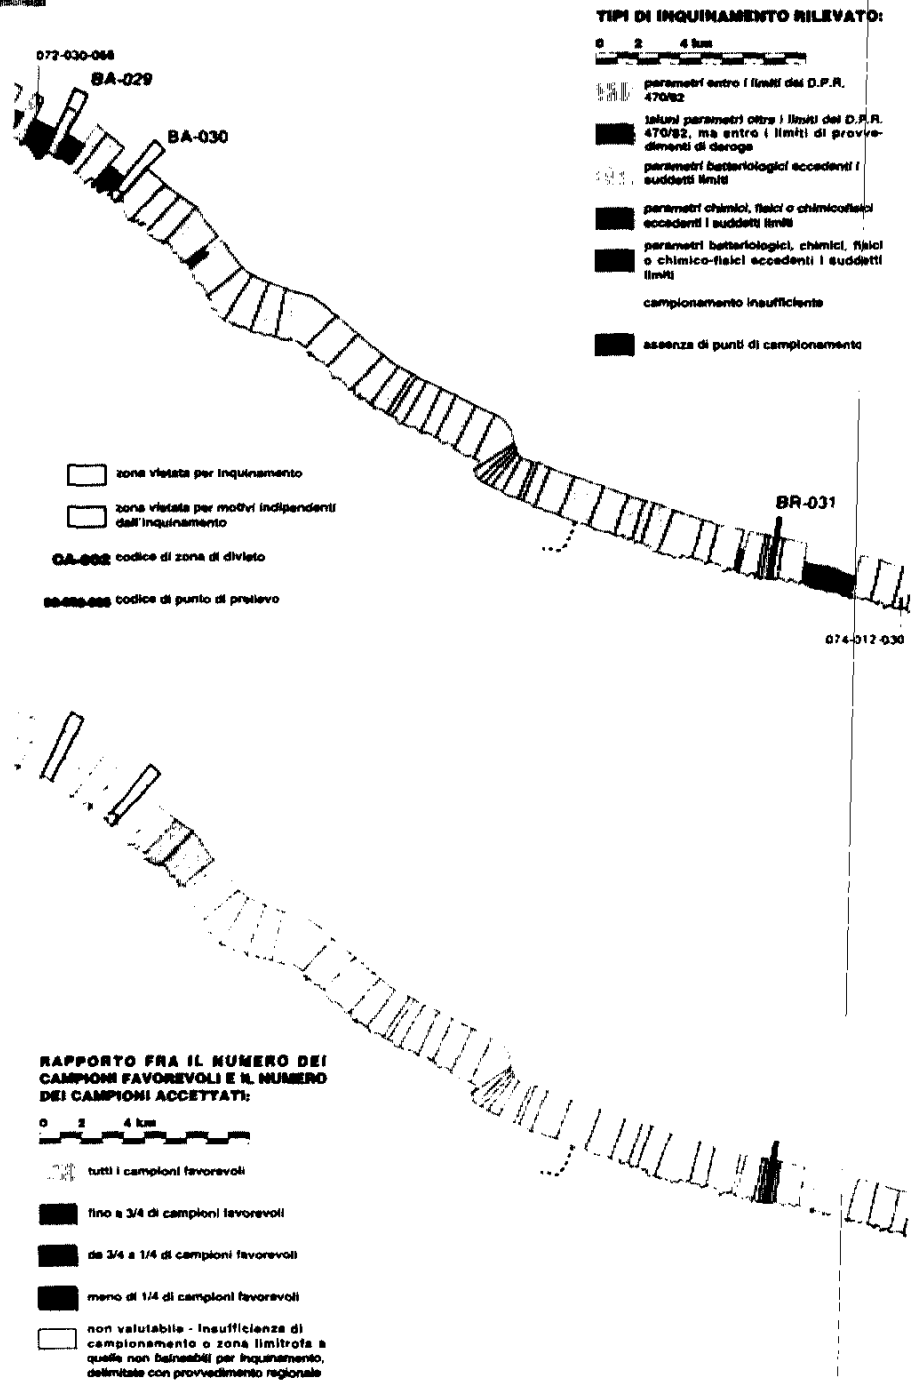 TIPI DI INQUINAMENTO RILEVATO:
0 2 4 km
parametri entro i limiti del D.P.R.
470/82
taluni parametri oltre i limiti del D.P.R.
470/82, ma entro i limiti di provve-
dimenti di deroga
parametri batteriologici eccedenti i
suddetti limiti
parametri chimici, fisici o chimicofisici
eccedenti i suddetti limiti
parametri batteriologici, chimici, fisici
o chimico-fisici eccedenti i suddetti
limiti
campionamento insufficiente
assenza di punti di campionamento
072-030-066
BA-029
BA-030
BR-031
074-012-030
zona vietata per inquinamento
zona vietata per motivi indipendenti
dall'inquinamento
CA-002 codice di zona di divieto
codice di punto di prelievo
RAPPORTO FRA IL NUMERO DEI
CAMPIONI FAVOREVOLI E IL NUMERO
DEI CAMPIONI ACCETTATI:
0 2 4 km
tutti i campioni favorevoli
fino a 3/4 di campioni favorevoli
da 3/4 a 1/4 di campioni favorevoli
meno di 1/4 di campioni favorevoli
non valutabile - Insufficienza di
campionamento o zona limitrofa a
quelle non balneabili per inquinamento,
delimitate con provvedimento regionale